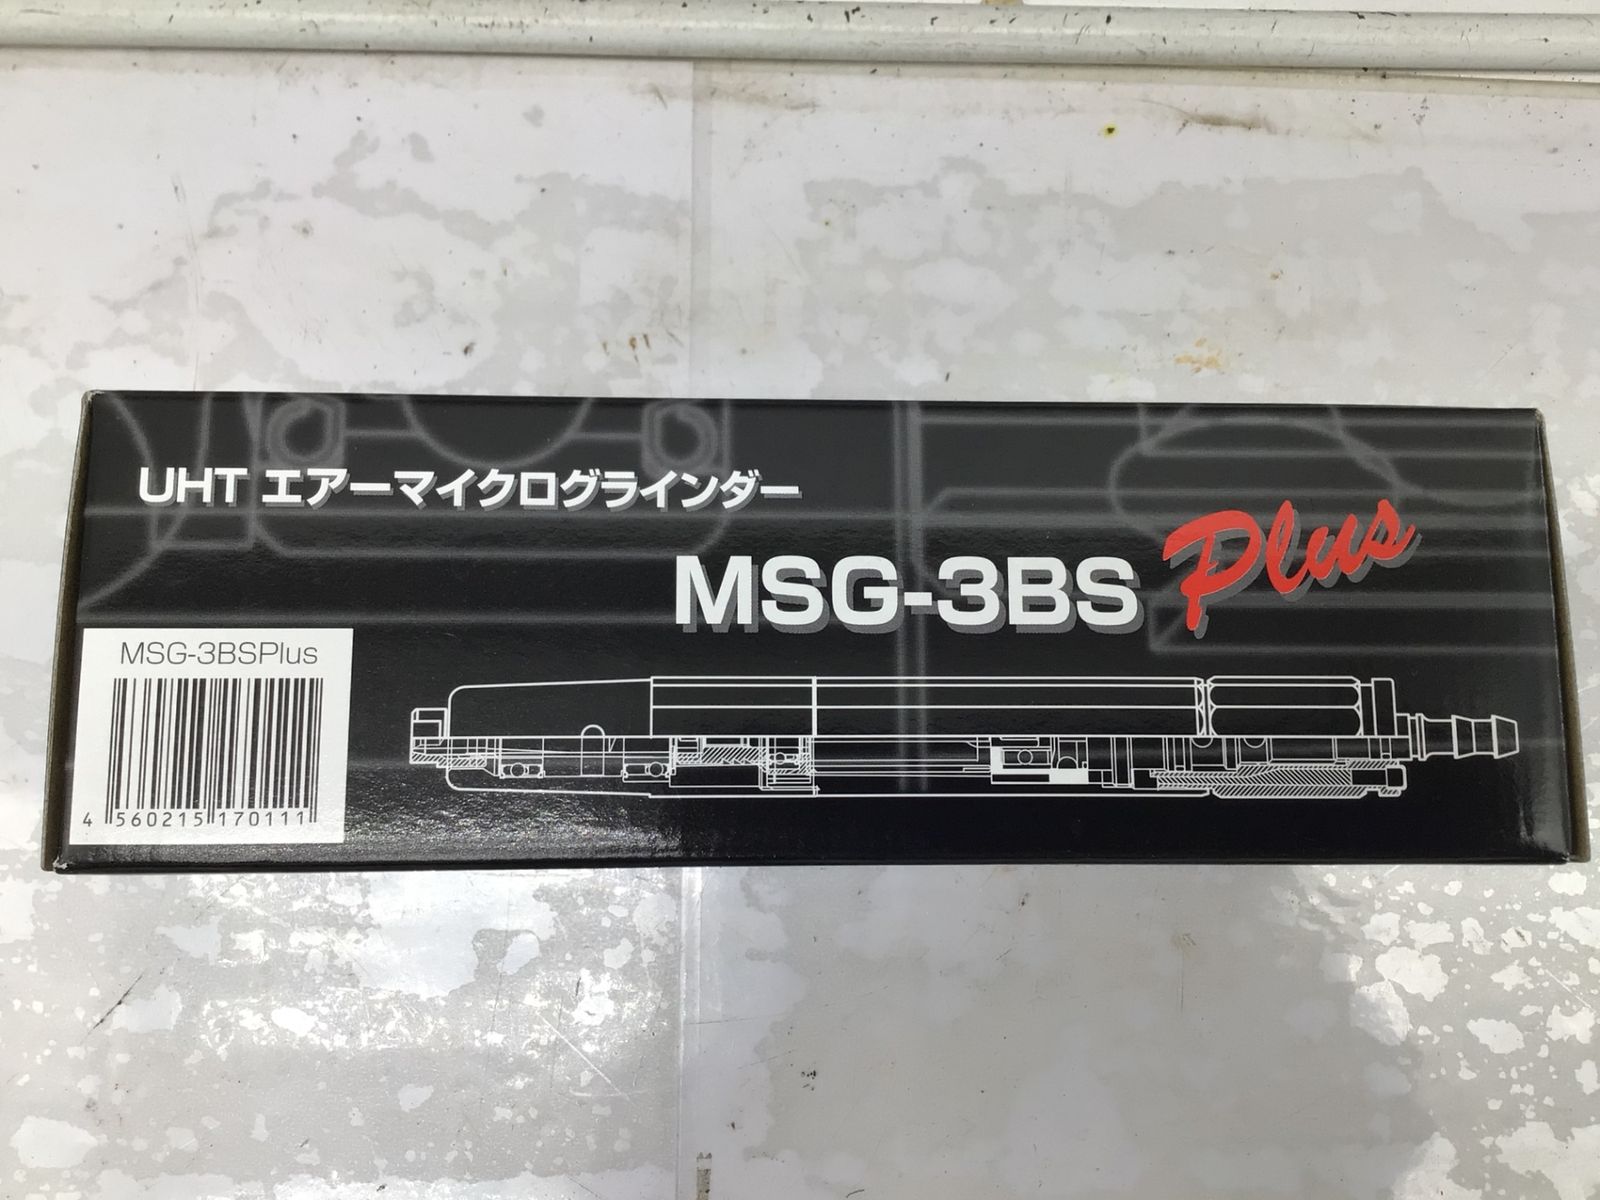 UHT エアーマイクログラインダー
MSG-3BS Plus
MSG-3BSPlus
4 560215 170111